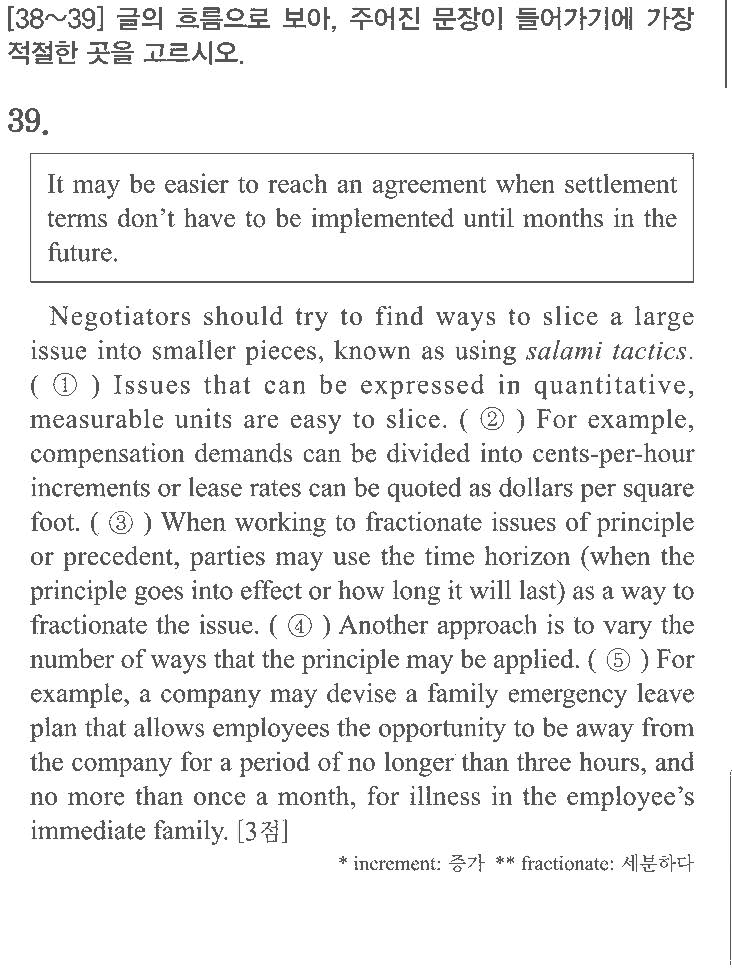 [38～39] 글의 흐름으로 보아, 주어진 문장이 들어가기에 가장
적절한 곳을 고르시오.
39.
It may be easier to reach an agreement when settlement
terms don't have to be implemented until months in the
future.
Negotiators should try to find ways to slice a large
issue into smaller pieces, known as using salami tactics.
( ① ) Issues that can be expressed in quantitative,
measurable units are easy to slice. ( ② ) For example,
compensation demands can be divided into cents-per-hour
increments or lease rates can be quoted as dollars per square
foot. ( ③ ) When working to fractionate issues of principle
or precedent, parties may use the time horizon (when the
principle goes into effect or how long it will last) as a way to
fractionate the issue. ( ④ ) Another approach is to vary the
number of ways that the principle may be applied. ( ⑤ ) For
example, a company may devise a family emergency leave
plan that allows employees the opportunity to be away from
the company for a period of no longer than three hours, and
no more than once a month, for illness in the employee's
immediate family. [3점]
* increment: 증가 ** fractionate: 세분하다